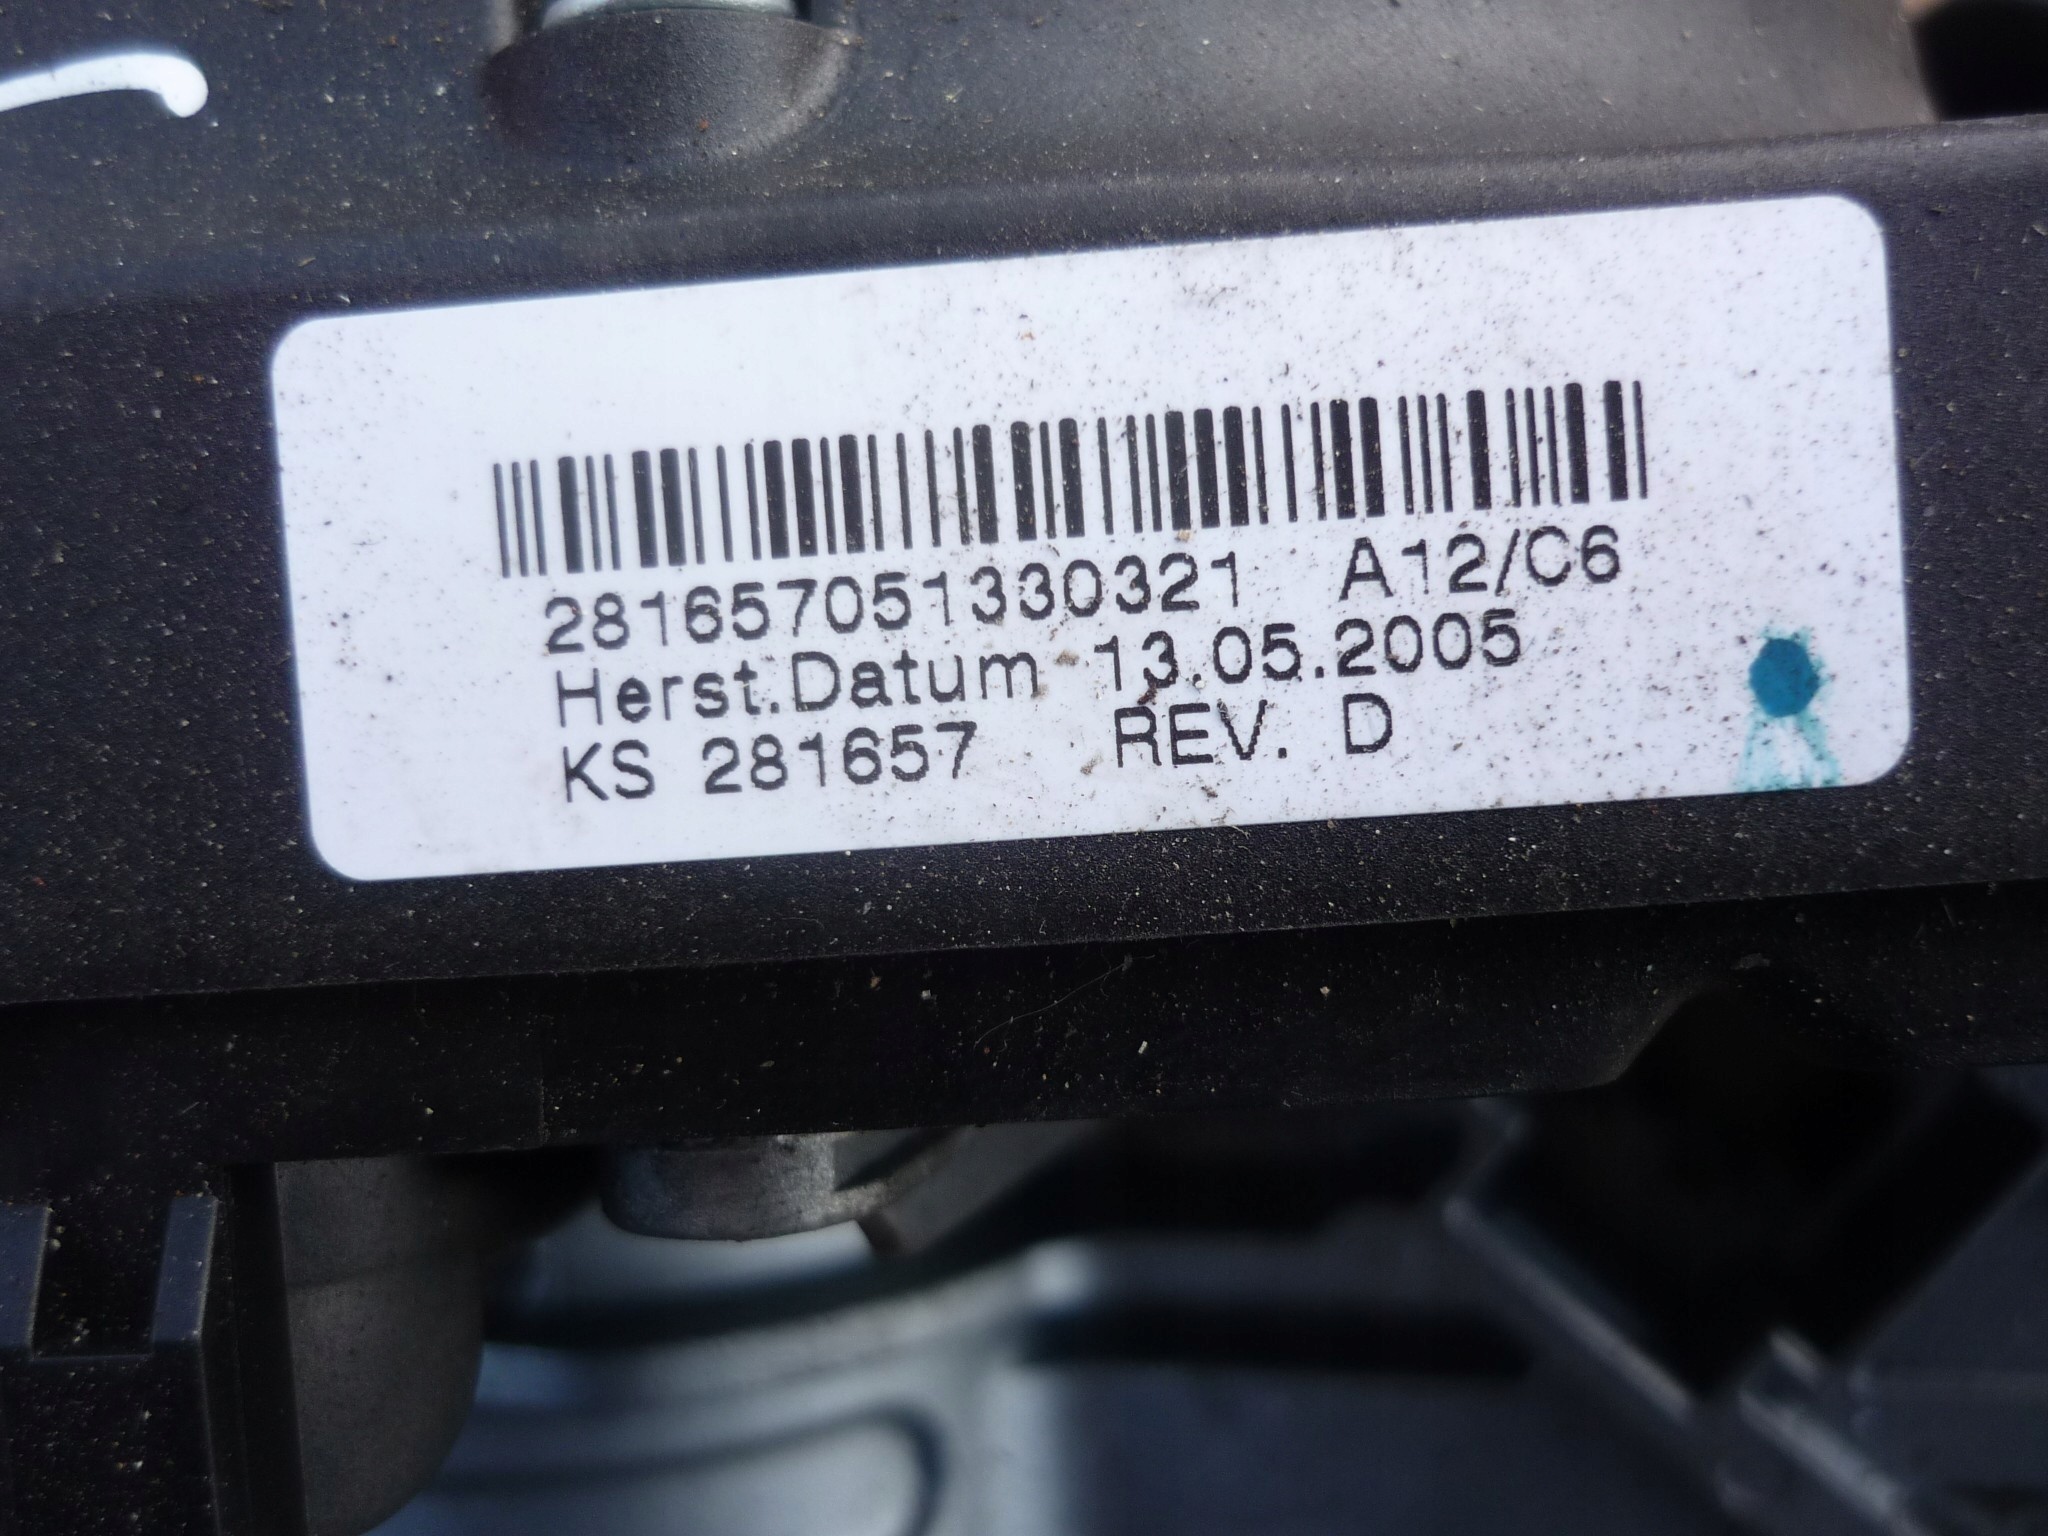 281657051330321 A12/C6
Herst.Datum 13.05.2005
KS 281657 REV. D